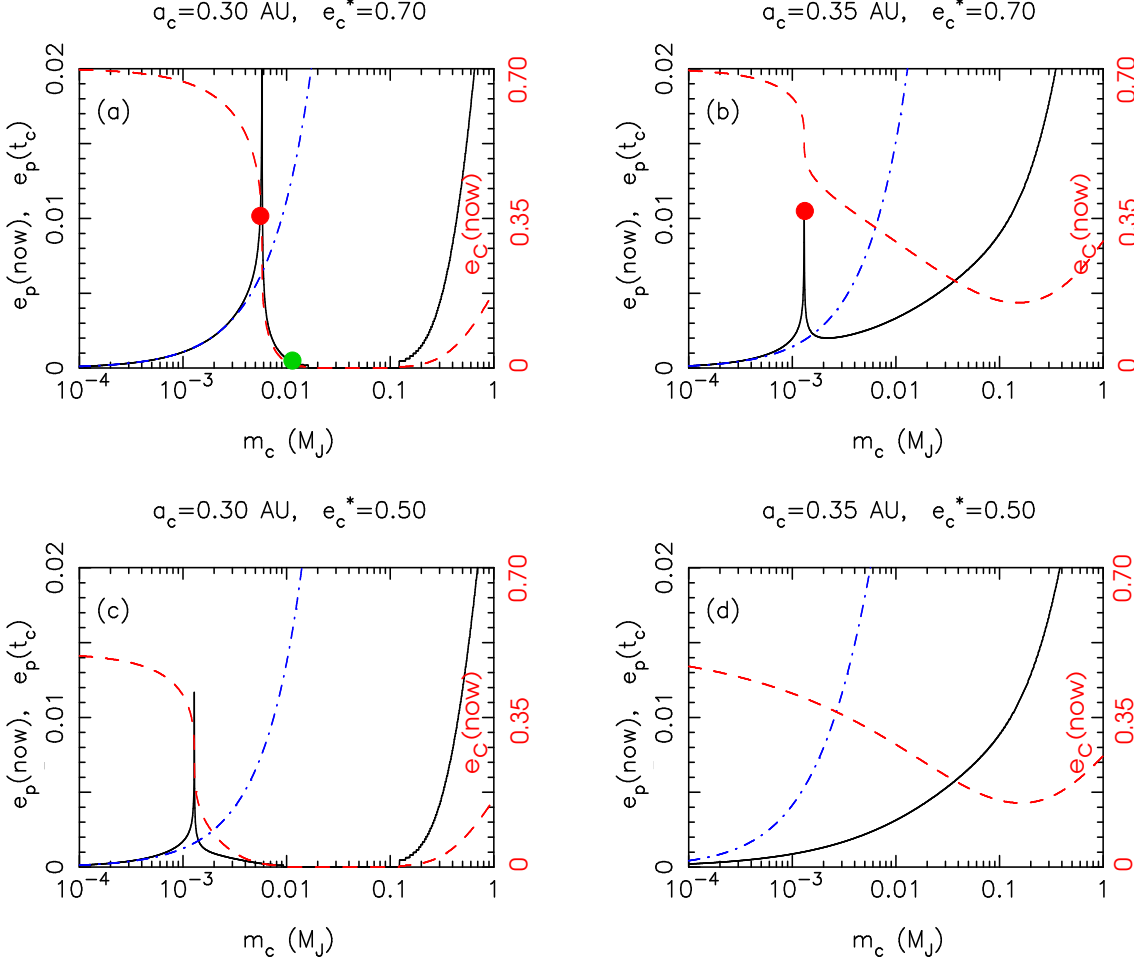 a_c=0.30 AU,   e_c*=0.70
a_c=0.35 AU,   e_c*=0.70
(a)
e_p(now),  e_p(t_c)
0 0.01 0.02
e_C(now)
0 0.35 0.70
10^-4 10^-3 0.01 0.1 1
m_c (M_J)
(b)
e_p(now),  e_p(t_c)
0 0.01 0.02
e_C(now)
0 0.35 0.70
10^-4 10^-3 0.01 0.1 1
m_c (M_J)
a_c=0.30 AU,   e_c*=0.50
a_c=0.35 AU,   e_c*=0.50
(c)
e_p(now),  e_p(t_c)
0 0.01 0.02
e_C(now)
0 0.35 0.70
10^-4 10^-3 0.01 0.1 1
m_c (M_J)
(d)
e_p(now),  e_p(t_c)
0 0.01 0.02
e_C(now)
0 0.35 0.70
10^-4 10^-3 0.01 0.1 1
m_c (M_J)